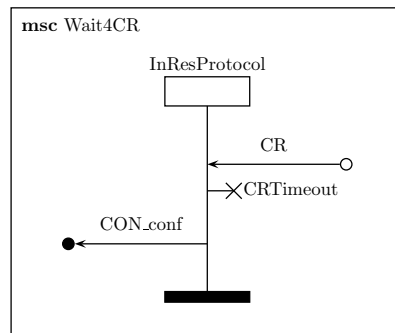 msc Wait4CR
InResProtocol
CR
CRTimeout
CON_conf